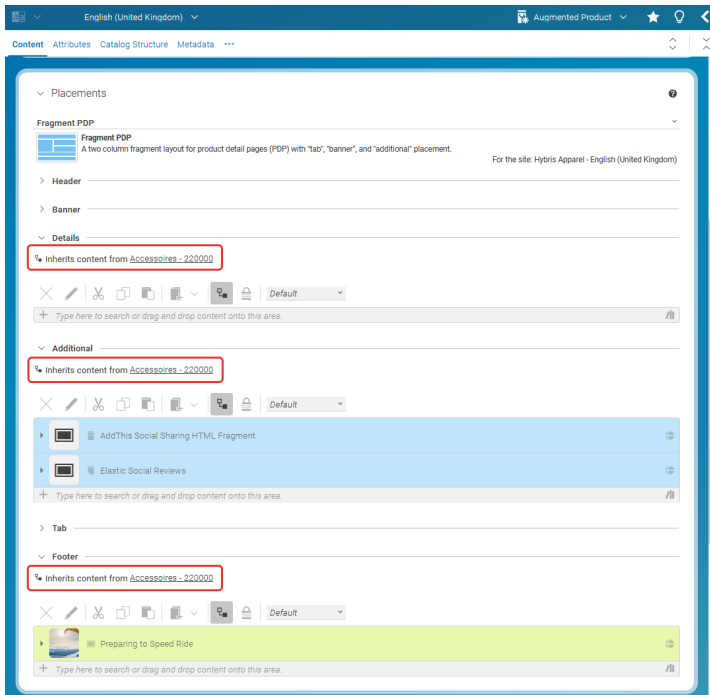 English (United Kingdom)
Augmented Product
Content Attributes Catalog Structure Metadata
Placements
Fragment PDP
Fragment PDP
A two column fragment layout for product detail pages (PDP) with "tab", "banner", and "additional" placement.
For the site: Hybris Apparel - English (United Kingdom)
Header
Banner
Details
Inherits content from Accessoires - 220000
Default
Type here to search or drag and drop content onto this area.
Additional
Inherits content from Accessoires - 220000
Default
AddThis Social Sharing HTML Fragment
Elastic Social Reviews
Type here to search or drag and drop content onto this area.
Tab
Footer
Inherits content from Accessoires - 220000
Default
Preparing to Speed Ride
Type here to search or drag and drop content onto this area.